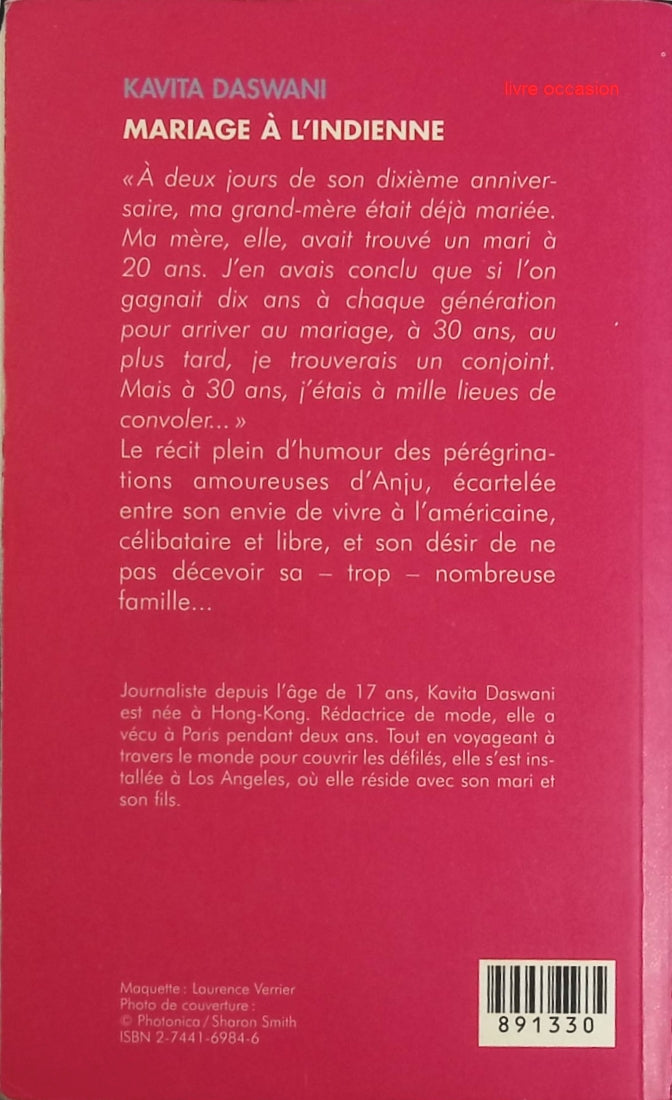 KAVITA DASWANI
livre occasion
MARIAGE À L'INDIENNE
« À deux jours de son dixième anniver-
saire, ma grand-mère était déjà mariée.
Ma mère, elle, avait trouvé un mari à
20 ans. J'en avais conclu que si l'on
gagnait dix ans à chaque génération
pour arriver au mariage, à 30 ans, au
plus tard, je trouverais un conjoint.
Mais à 30 ans, j'étais à mille lieues de
convoler... »
Le récit plein d'humour des pérégrina-
tions amoureuses d'Anju, écartelée
entre son envie de vivre à l'américaine,
célibataire et libre, et son désir de ne
pas décevoir sa – trop – nombreuse
famille...
Journaliste depuis l'âge de 17 ans, Kavita Daswani
est née à Hong-Kong. Rédactrice de mode, elle a
vécu à Paris pendant deux ans. Tout en voyageant à
travers le monde pour couvrir les défilés, elle s'est ins-
tallée à Los Angeles, où elle réside avec son mari et
son fils.
Maquette : Laurence Verrier
Photo de couverture :
© Photonica / Sharon Smith
ISBN 2-7441-6984-6
891330